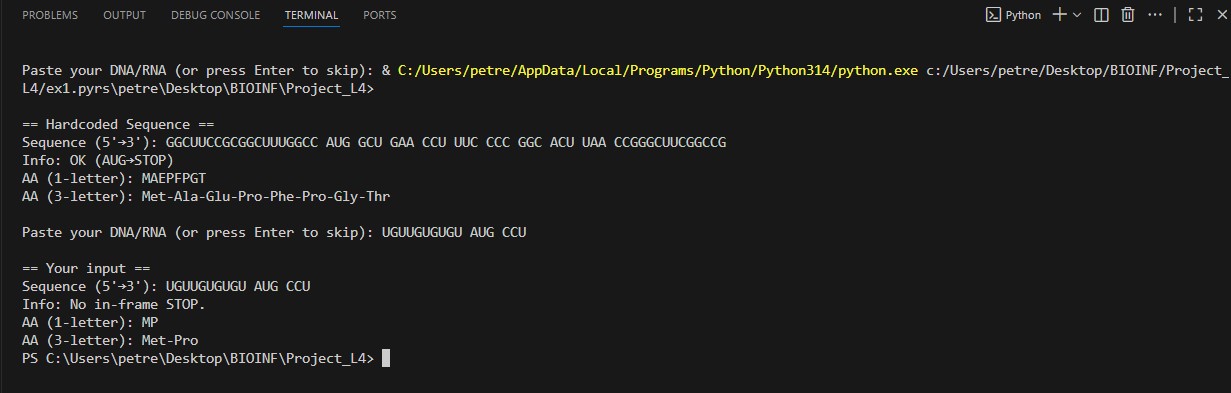 PROBLEMS OUTPUT DEBUG CONSOLE TERMINAL PORTS Python
Paste your DNA/RNA (or press Enter to skip): & C:/Users/petre/AppData/Local/Programs/Python/Python314/python.exe c:/Users/petre/Desktop/BIOINF/Project_
L4/ex1.pyrs\petre\Desktop\BIOINF\Project_L4>
== Hardcoded Sequence ==
Sequence (5'→3'): GGCUUCCGCGGCUUUGGCC AUG GCU GAA CCU UUC CCC GGC ACU UAA CCGGGCUUCGGCCG
Info: OK (AUG→STOP)
AA (1-letter): MAEPFPGT
AA (3-letter): Met-Ala-Glu-Pro-Phe-Pro-Gly-Thr
Paste your DNA/RNA (or press Enter to skip): UGUUGUGUGU AUG CCU
== Your input ==
Sequence (5'→3'): UGUUGUGUGU AUG CCU
Info: No in-frame STOP.
AA (1-letter): MP
AA (3-letter): Met-Pro
PS C:\Users\petre\Desktop\BIOINF\Project_L4>